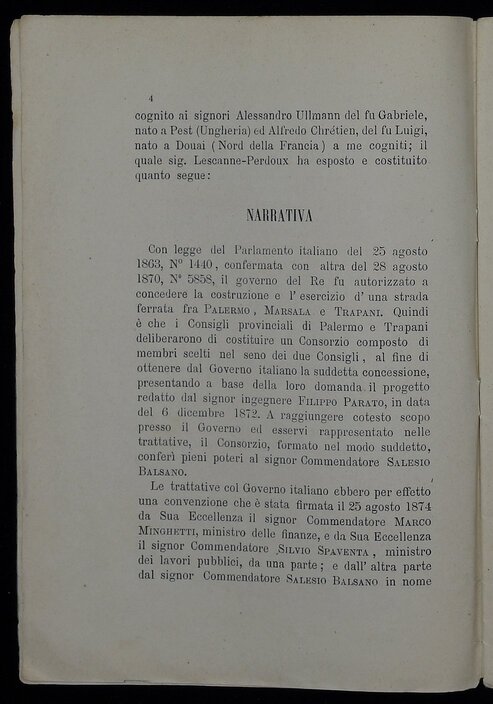 4
cognito ai signori Alessandro Ullmann del fu Gabriele,
nato a Pest (Ungheria) ed Alfredo Chrétien, del fu Luigi,
nato a Douai (Nord della Francia) a me cogniti; il
quale sig. Lescanne-Perdoux ha esposto e costituito
quanto segue:
NARRATIVA
Con legge del Parlamento italiano del 25 agosto
1863, N° 1440, confermata con altra del 28 agosto
1870, N° 5858, il governo del Re fu autorizzato a
concedere la costruzione e l' esercizio d' una strada
ferrata fra PALERMO, MARSALA e TRAPANI. Quindi
è che i Consigli provinciali di Palermo e Trapani
deliberarono di costituire un Consorzio composto di
membri scelti nel seno dei due Consigli, al fine di
ottenere dal Governo italiano la suddetta concessione,
presentando a base della loro domanda il progetto
redatto dal signor ingegnere FILIPPO PARATO, in data
del 6 dicembre 1872. A raggiungere cotesto scopo
presso il Governo ed esservi rappresentato nelle
trattative, il Consorzio, formato nel modo suddetto,
conferì pieni poteri al signor Commendatore SALESIO
BALSANO.
Le trattative col Governo italiano ebbero per effetto
una convenzione che è stata firmata il 25 agosto 1874
da Sua Eccellenza il signor Commendatore MARCO
MINGHETTI, ministro delle finanze, e da Sua Eccellenza
il signor Commendatore SILVIO SPAVENTA, ministro
dei lavori pubblici, da una parte; e dall' altra parte
dal signor Commendatore SALESIO BALSANO in nome